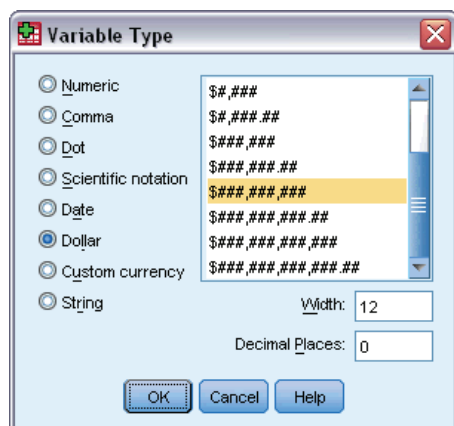 Variable Type
Numeric
Comma
Dot
Scientific notation
Date
Dollar
Custom currency
String
$#,###
$#,###.##
$###,###
$###,###.##
$###,###,###
$###,###,###.##
$###,###,###,###
$###,###,###,###.##
Width: 12
Decimal Places: 0
OK Cancel Help